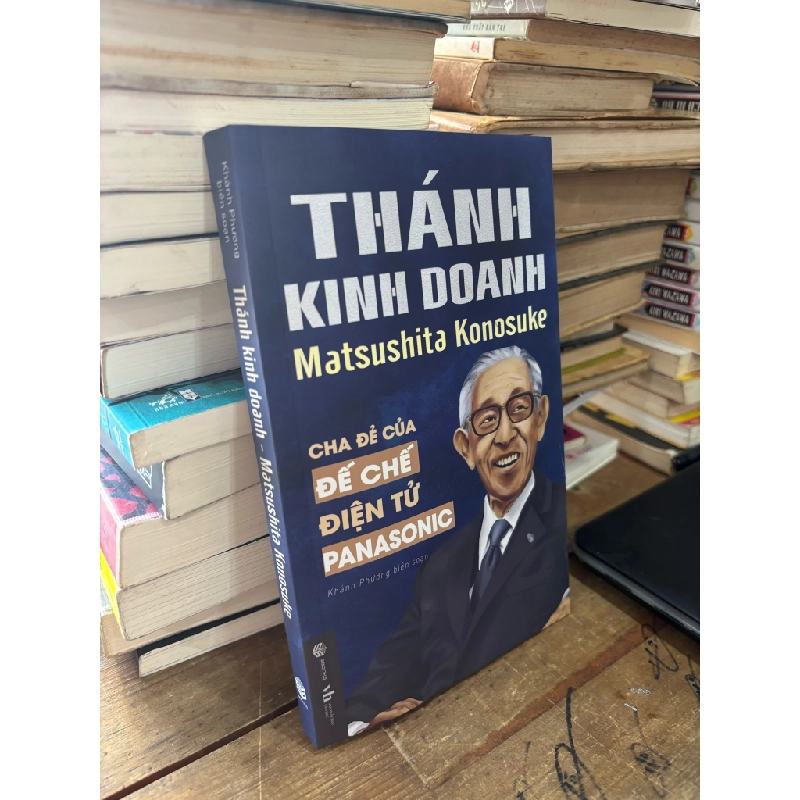 THÁNH
KINH DOANH
Matsushita Konosuke
CHA ĐẺ CỦA
ĐẾ CHẾ
ĐIỆN TỬ
PANASONIC
Khánh Phương biên soạn
Khánh Phương
biên soạn
Thánh kinh doanh - Matsushita Konosuke